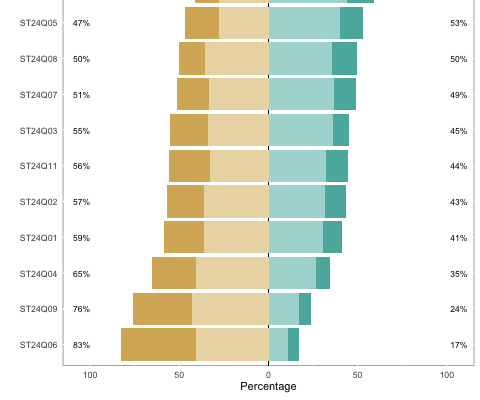 ST24Q05 47% 53%
ST24Q08 50% 50%
ST24Q07 51% 49%
ST24Q03 55% 45%
ST24Q11 56% 44%
ST24Q02 57% 43%
ST24Q01 59% 41%
ST24Q04 65% 35%
ST24Q09 76% 24%
ST24Q06 83% 17%
100 50 0 50 100
Percentage